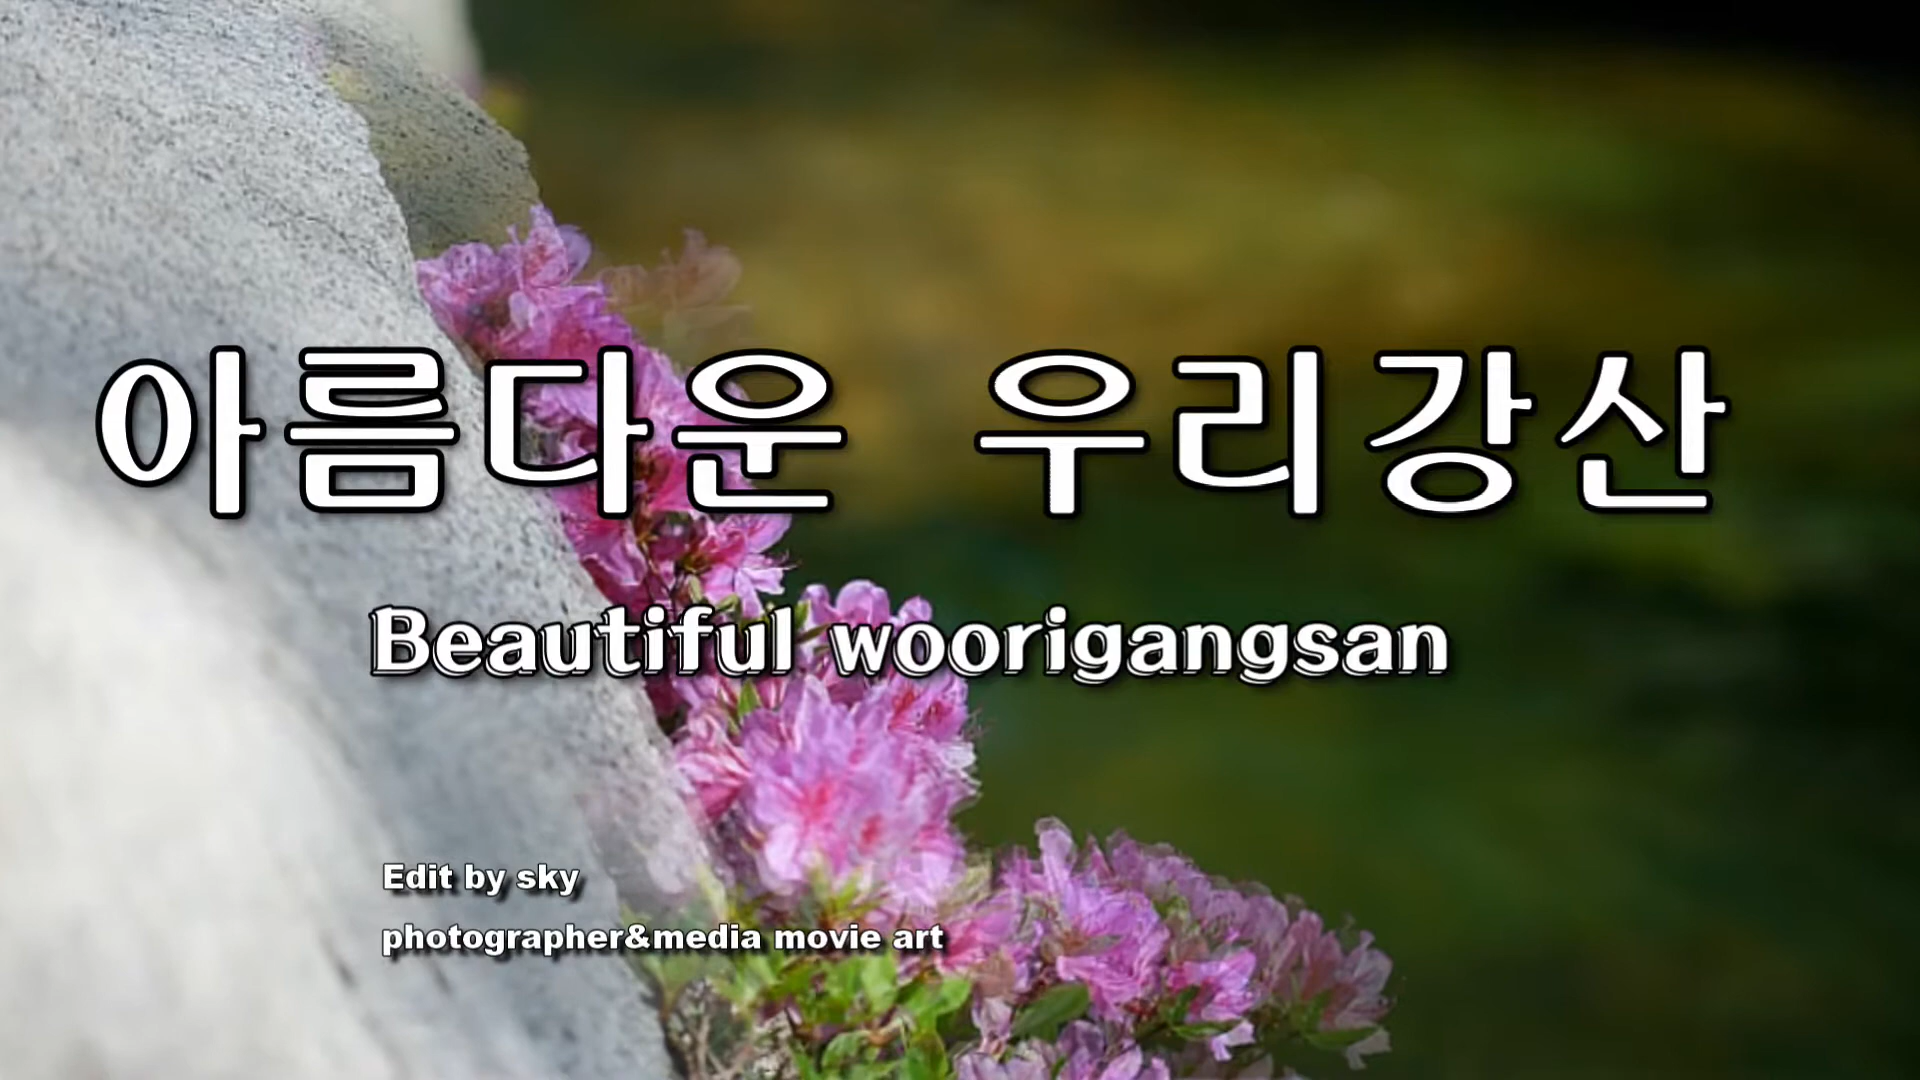 아름다운 우리강산
Beautiful woorigangsan
Edit by sky
photographer&media movie art